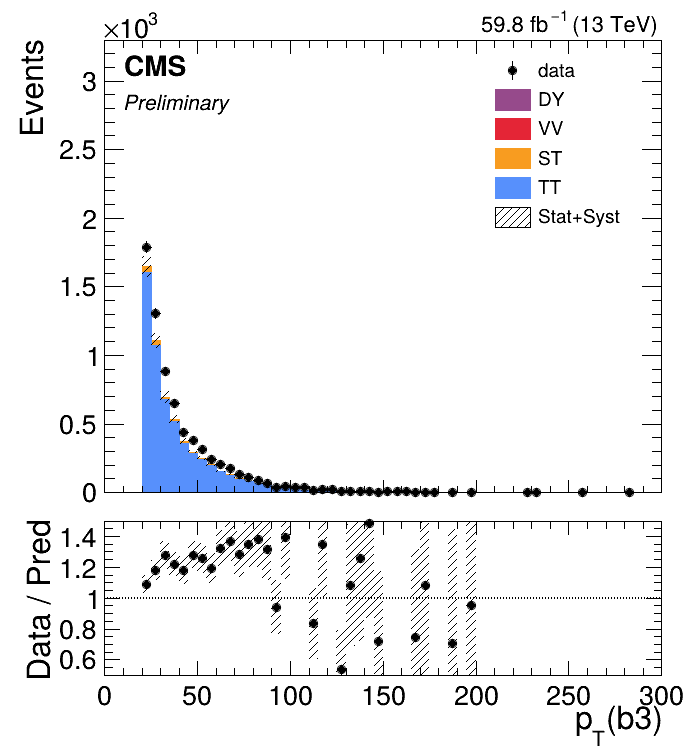 ×10³
59.8 fb⁻¹ (13 TeV)
CMS
Preliminary
Events
3
2.5
2
1.5
1
0.5
0
data
DY
VV
ST
TT
Stat+Syst
Data / Pred
1.4
1.2
1
0.8
0.6
0 50 100 150 200 250 300
p_T(b3)